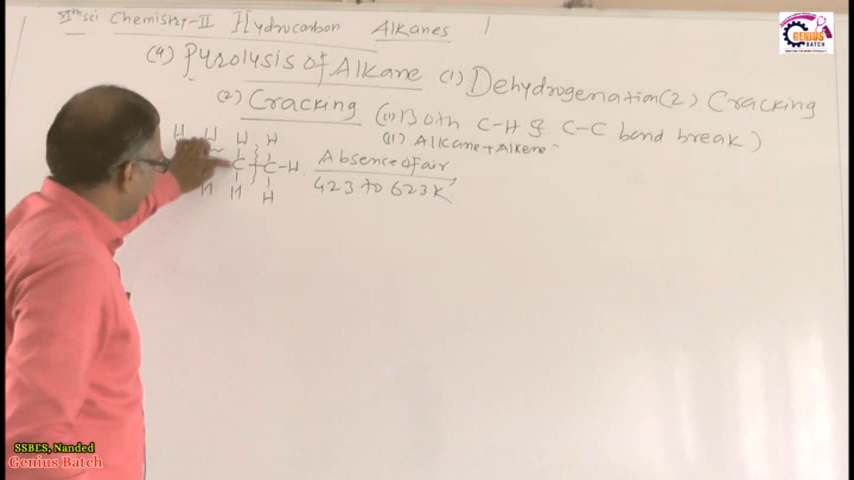 XIth sci Chemistry-II Hydrocarbon Alkanes
(4) Pyrolysis of Alkane (1) Dehydrogenation (2) Cracking
(2) Cracking (i) Both C-H & C-C bond break)
(ii) Alkane + Alkene
H H H H
C C-H Absence of air
H H H 423 to 623K
GENIUS
BATCH
SSBES, Nanded
Genius Batch